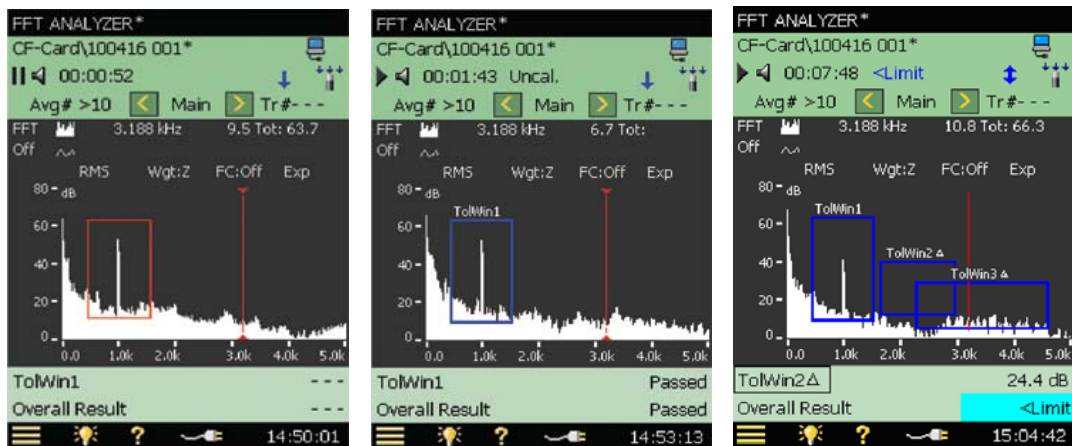 FFT ANALYZER*
CF-Card\100416 001*
00:00:52
Avg# >10 < Main > Tr#- - -
FFT 3.188 kHz 9.5 Tot: 63.7
Off
RMS Wgt:Z FC:Off Exp
80
dB
60
40
20
0
0.0 1.0k 2.0k 3.0k 4.0k 5.0k
TolWin1 - - -
Overall Result - - -
? 14:50:01
FFT ANALYZER*
CF-Card\100416 001*
00:01:43 Uncal.
Avg# >10 < Main > Tr#- - -
FFT 3.188 kHz 6.7 Tot:
Off
RMS Wgt:Z FC:Off Exp
80
dB
TolWin1
60
40
20
0
0.0 1.0k 2.0k 3.0k 4.0k 5.0k
TolWin1 Passed
Overall Result Passed
? 14:53:13
FFT ANALYZER*
CF-Card\100416 001*
00:07:48 <Limit
Avg# >10 < Main > Tr#- - -
FFT 3.188 kHz 10.8 Tot: 66.3
Off
RMS Wgt:Z FC:Off Exp
80
dB
TolWin1
60
TolWin2 Δ
40
TolWin3 Δ
20
0
0.0 1.0k 2.0k 3.0k 4.0k 5.0k
TolWin2Δ 24.4 dB
Overall Result <Limit
? 15:04:42